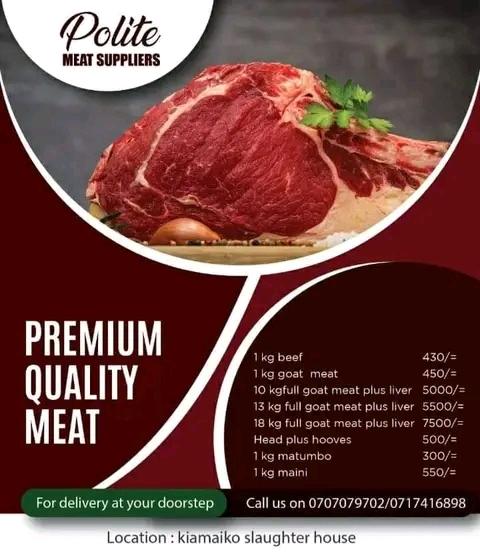 Polite
MEAT SUPPLIERS
PREMIUM
QUALITY
MEAT
1 kg beef 430/=
1 kg goat meat 450/=
10 kgfull goat meat plus liver 5000/=
13 kg full goat meat plus liver 5500/=
18 kg full goat meat plus liver 7500/=
Head plus hooves 500/=
1 kg matumbo 300/=
1 kg maini 550/=
For delivery at your doorstep
Call us on 0707079702/0717416898
Location : kiamaiko slaughter house